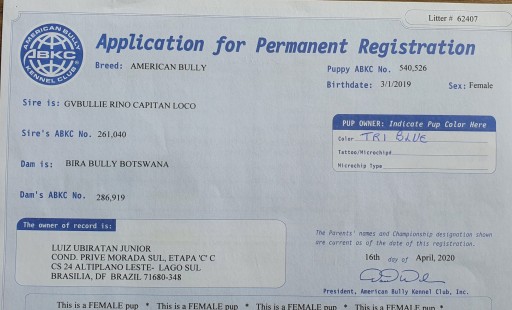 Litter # 62407
AMERICAN BULLY
ABKC
KENNEL CLUB
Application for Permanent Registration
Breed: AMERICAN BULLY
Puppy ABKC No. 540,526
Birthdate: 3/1/2019 Sex: Female
Sire is: GVBULLIE RINO CAPITAN LOCO
Sire's ABKC No. 261,040
PUP OWNER: Indicate Pup Color Here
Color TRI BLUE
Tattoo/Microchip#
Microchip Type
Dam is: BIRA BULLY BOTSWANA
Dam's ABKC No. 286,919
The owner of record is:
LUIZ UBIRATAN JUNIOR
COND. PRIVE MORADA SUL, ETAPA 'C' C
CS 24 ALTIPLANO LESTE- LAGO SUL
BRASILIA, DF BRAZIL 71680-348
The Parents' names and Championship designation shown
are current as of the date of this registration.
16th day of April, 2020
President, American Bully Kennel Club, Inc.
This is a FEMALE pup * This is a FEMALE pup * This is a FEMALE pup * This is a FEMALE pup *